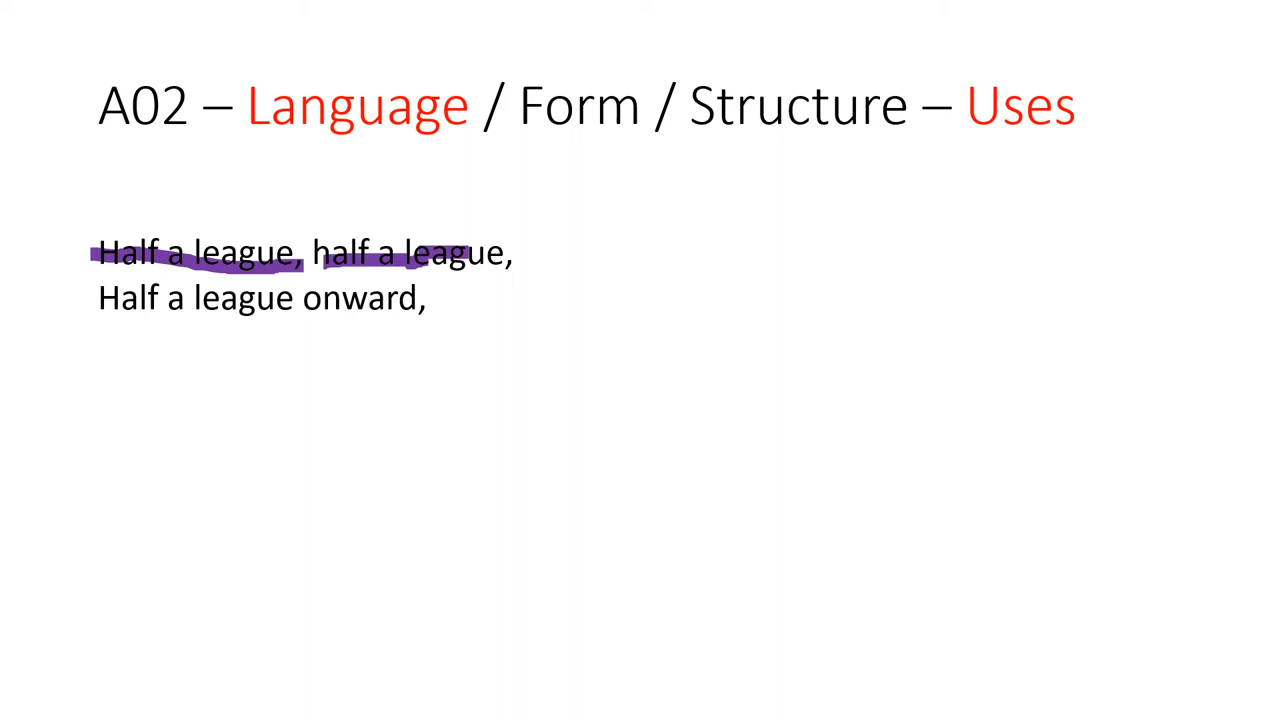 A02 – Language / Form / Structure – Uses
Half a league, half a league,
Half a league onward,